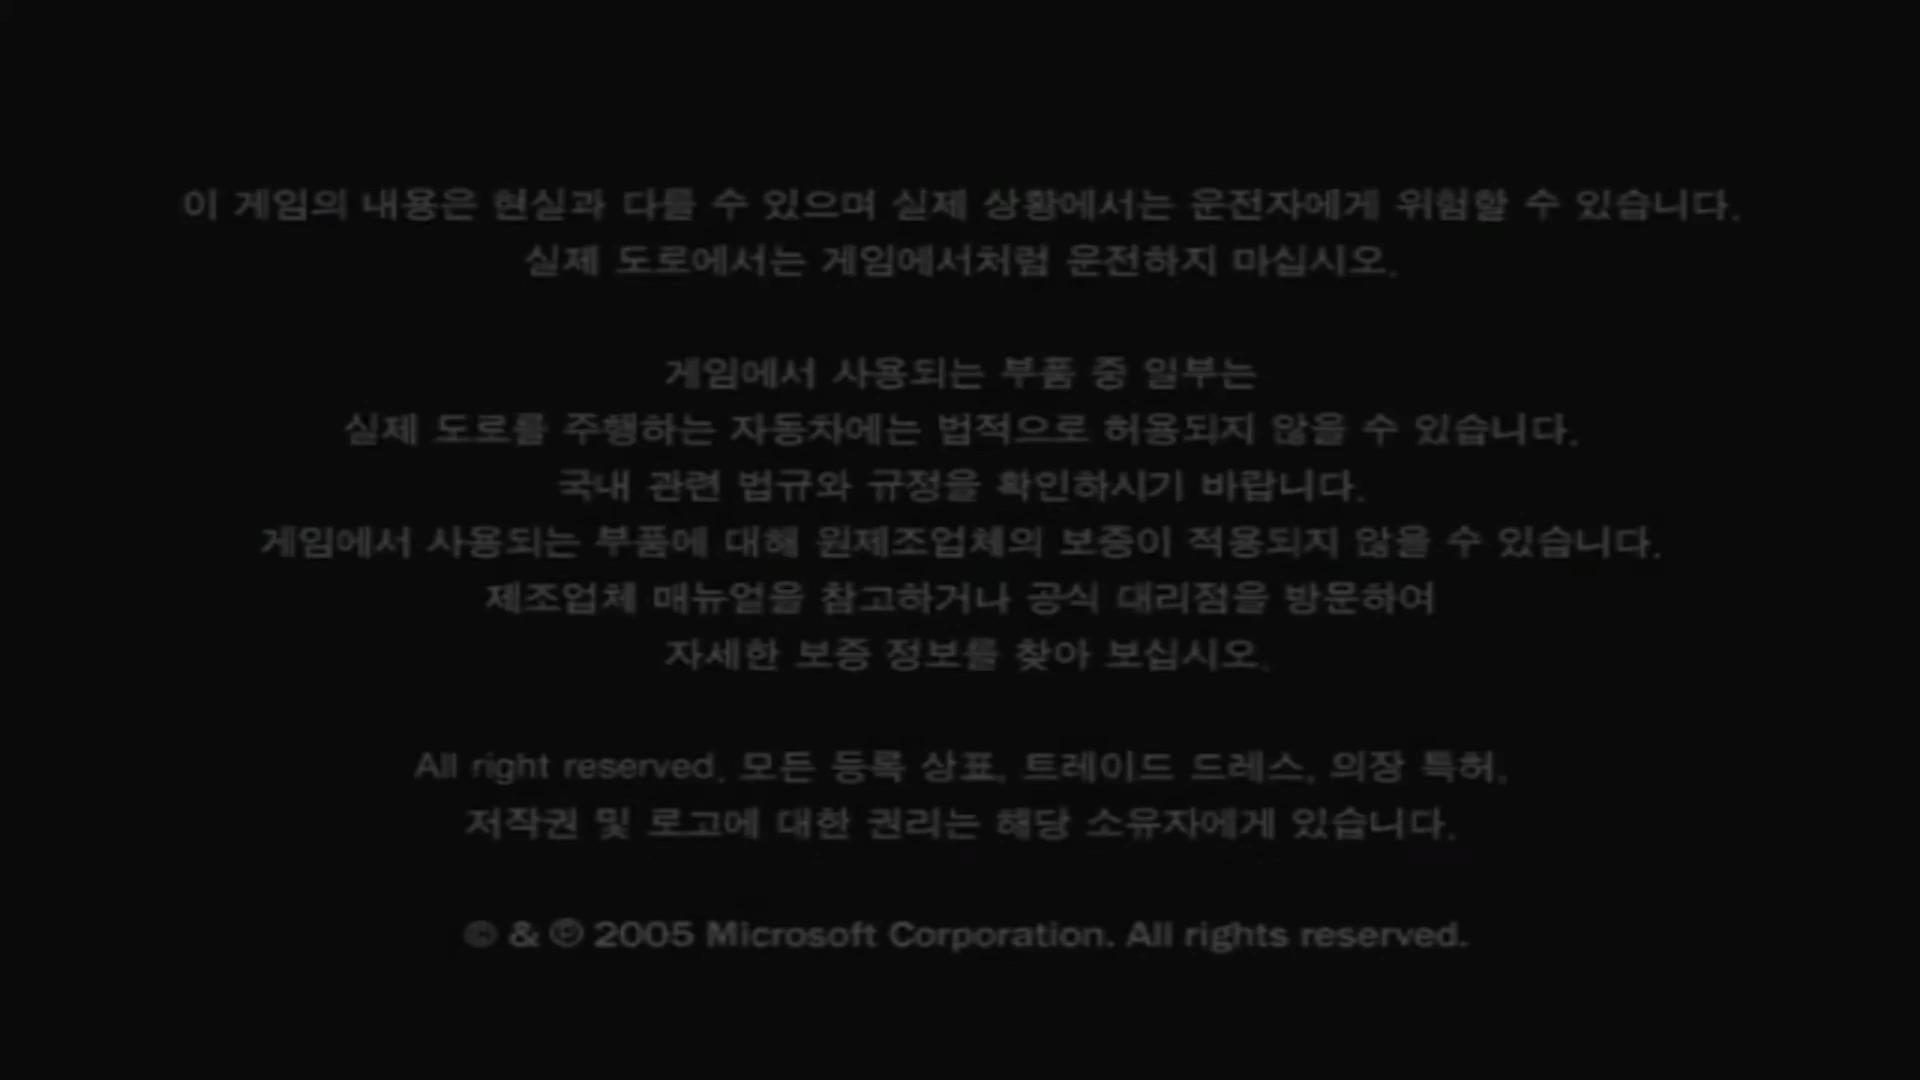 이 게임의 내용은 현실과 다를 수 있으며 실제 상황에서는 운전자에게 위험할 수 있습니다.
실제 도로에서는 게임에서처럼 운전하지 마십시오.
게임에서 사용되는 부품 중 일부는
실제 도로를 주행하는 자동차에는 법적으로 허용되지 않을 수 있습니다.
국내 관련 법규와 규정을 확인하시기 바랍니다.
게임에서 사용되는 부품에 대해 원제조업체의 보증이 적용되지 않을 수 있습니다.
제조업체 매뉴얼을 참고하거나 공식 대리점을 방문하여
자세한 보증 정보를 찾아 보십시오.
All right reserved. 모든 등록 상표, 트레이드 드레스, 의장 특허,
저작권 및 로고에 대한 권리는 해당 소유자에게 있습니다.
© & ℗ 2005 Microsoft Corporation. All rights reserved.